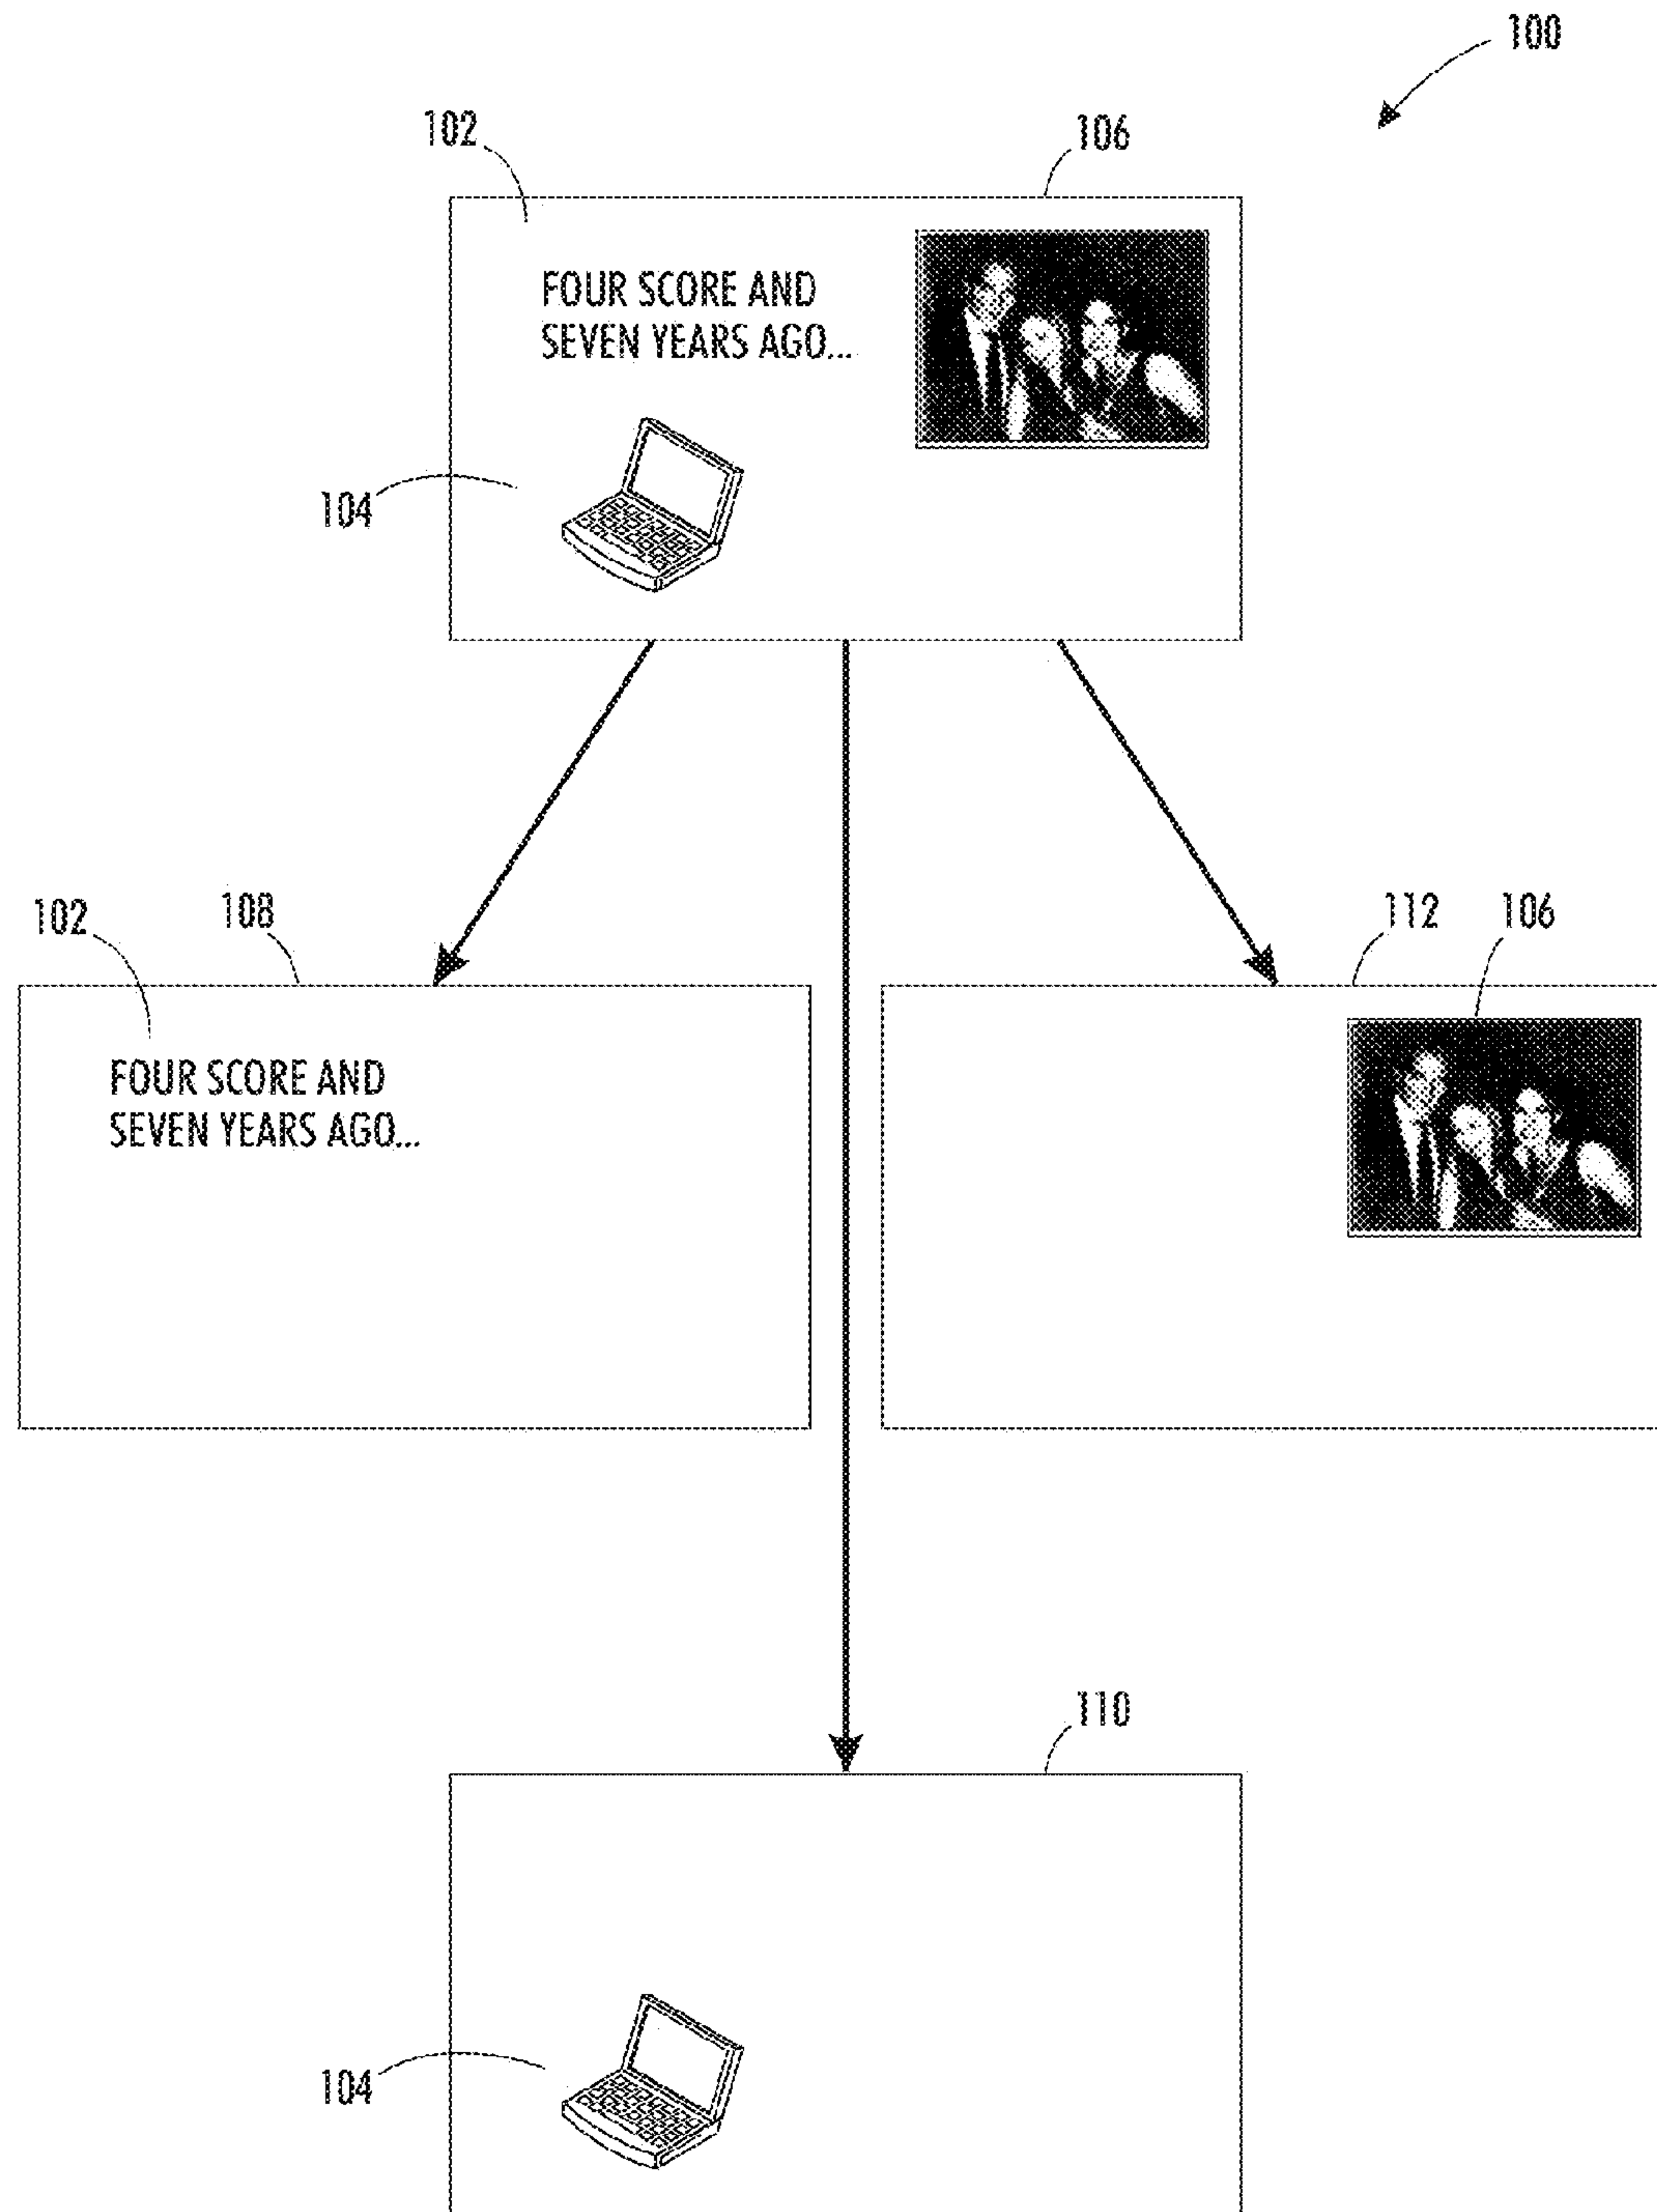 100
102
106
FOUR SCORE AND
SEVEN YEARS AGO...
104
102
108
112
106
FOUR SCORE AND
SEVEN YEARS AGO...
110
104